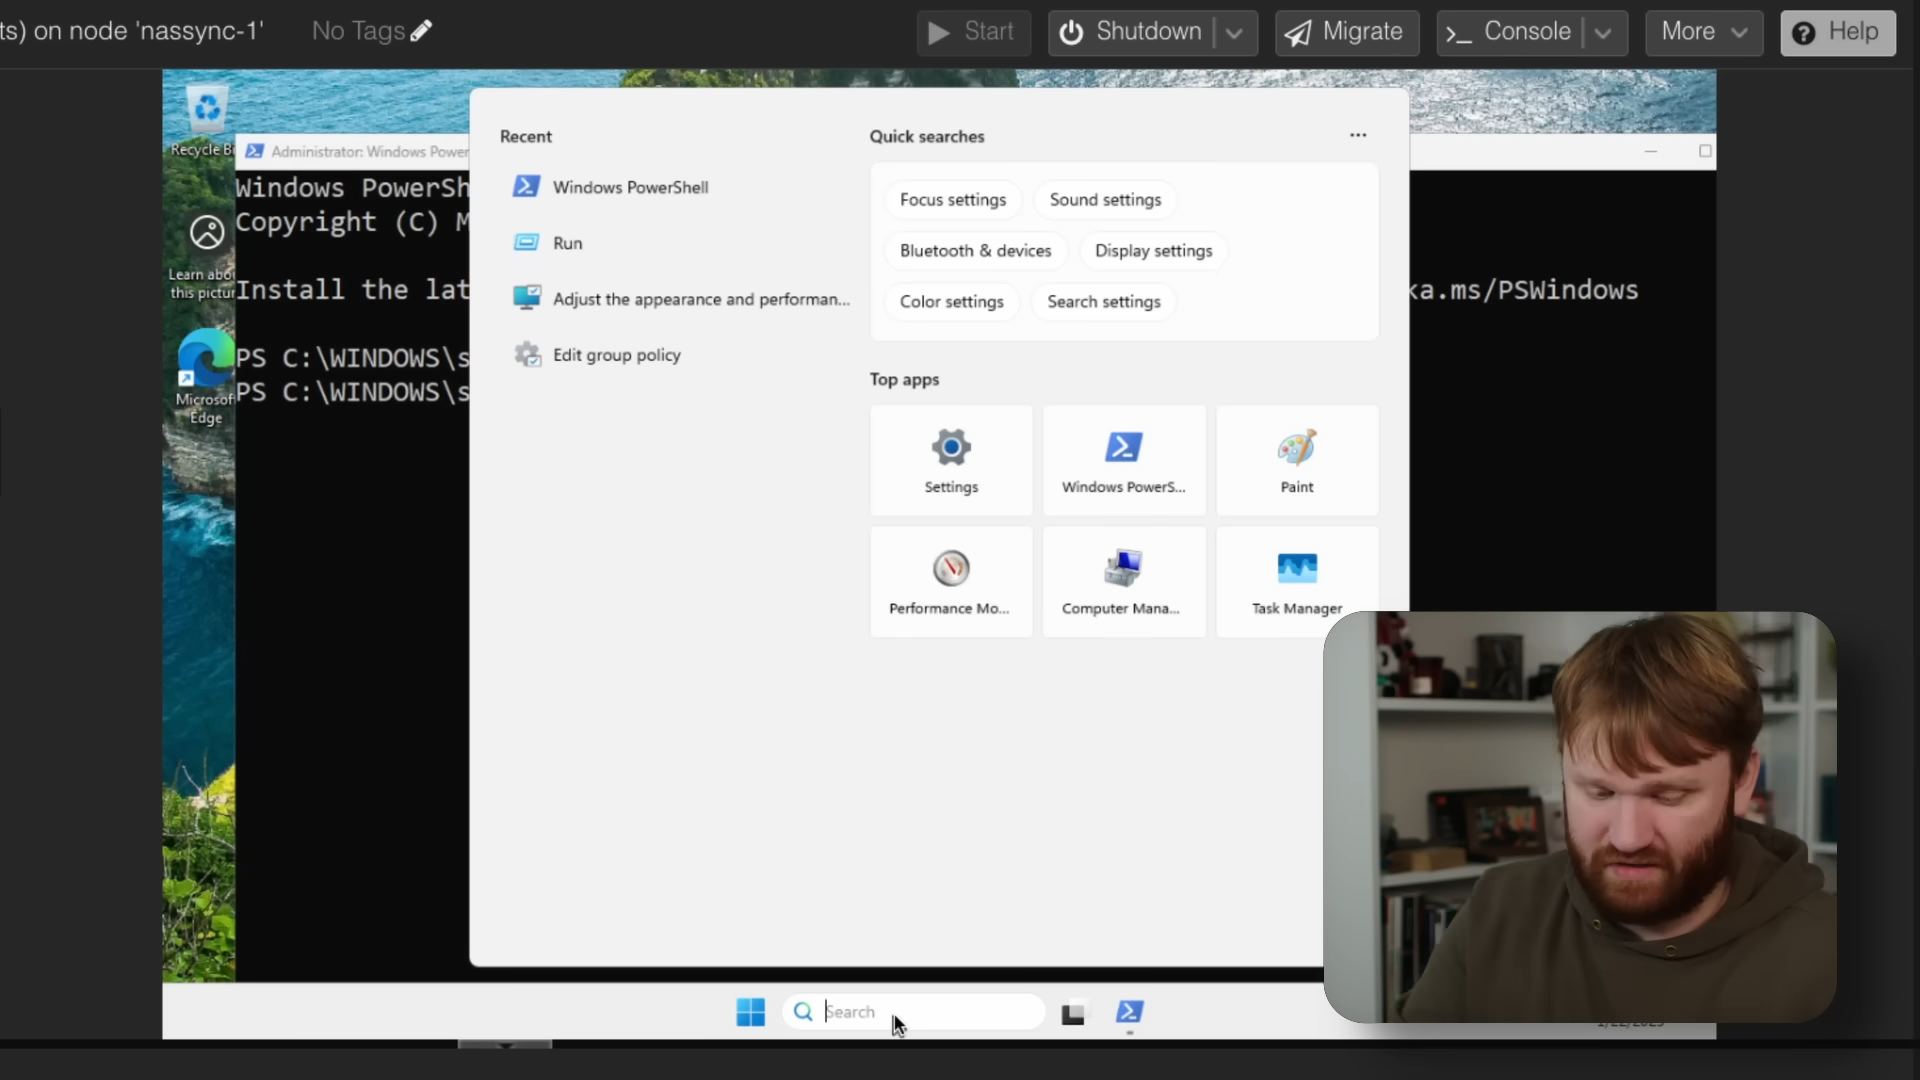 ts) on node 'nassync-1'
No Tags
Start
Shutdown
Migrate
Console
More
Help
Recycle Bi
Administrator: Windows Power
Windows PowerSh
Copyright (C) M
Learn abo
this pictur
Install the lat
ka.ms/PSWindows
PS C:\WINDOWS\s
PS C:\WINDOWS\s
Microsof
Edge
Recent
Windows PowerShell
Run
Adjust the appearance and performan...
Edit group policy
Quick searches
Focus settings
Sound settings
Bluetooth & devices
Display settings
Color settings
Search settings
Top apps
Settings
Windows PowerS...
Paint
Performance Mo...
Computer Mana...
Task Manager
Search